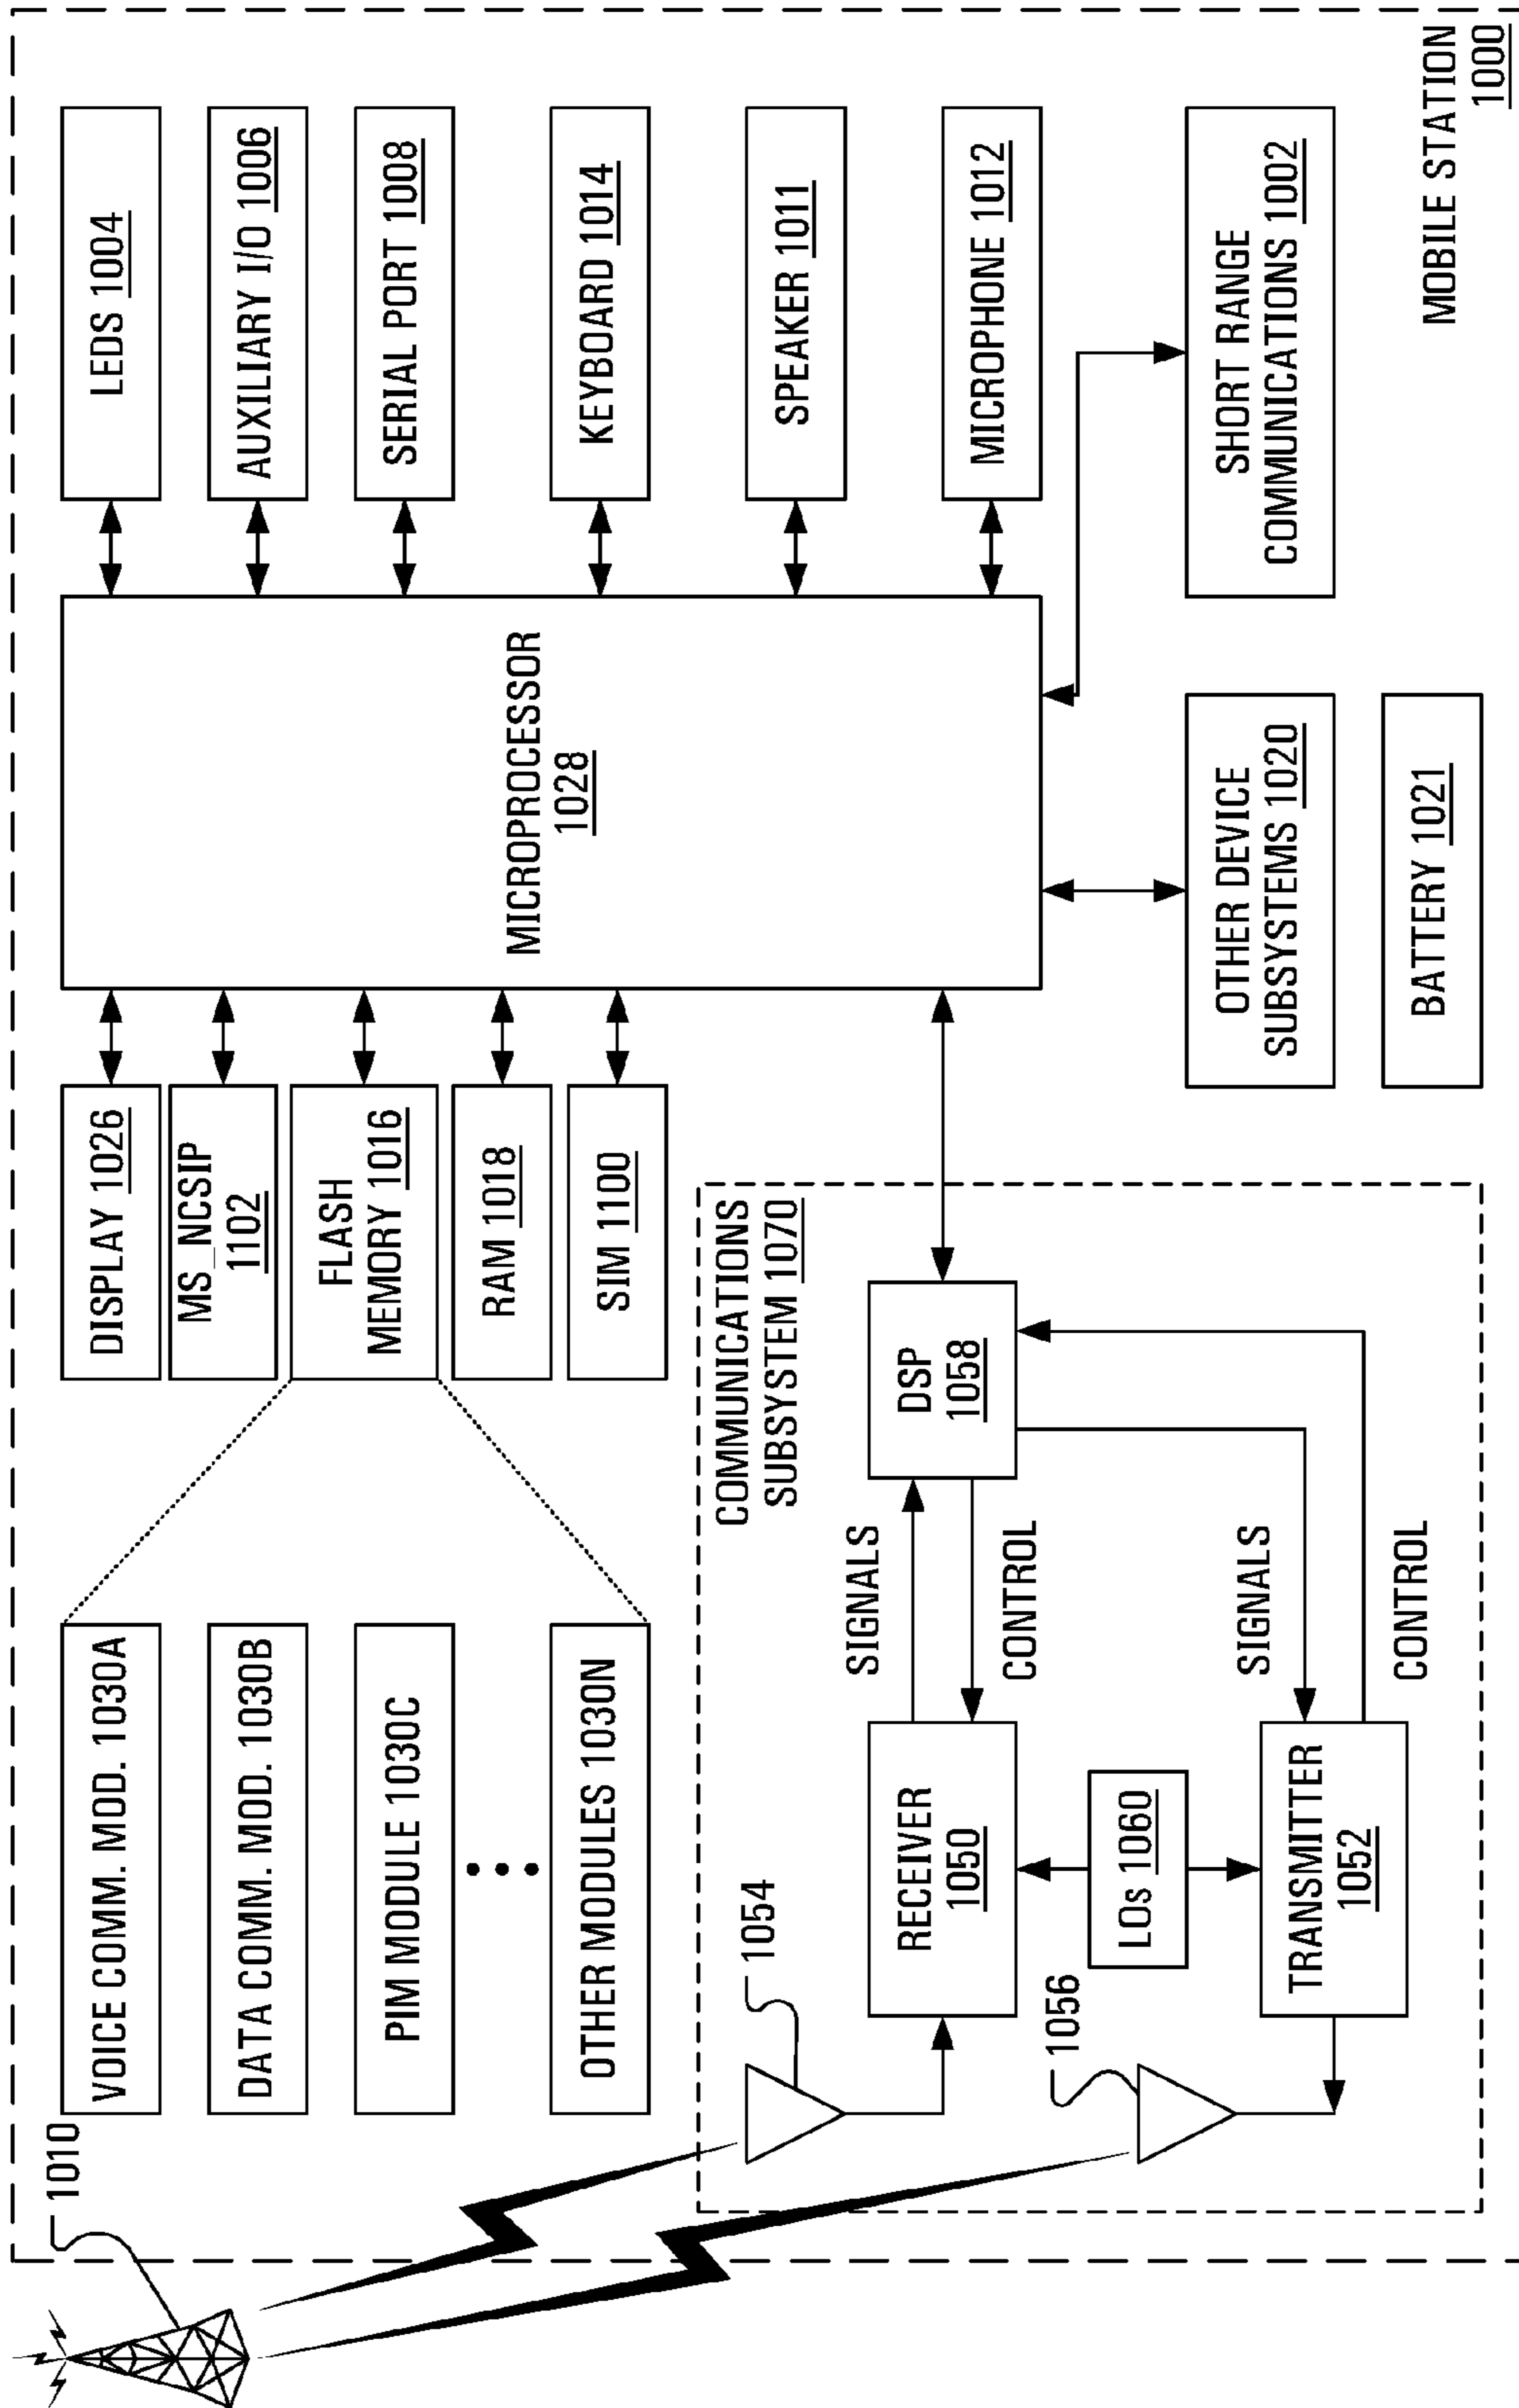 1010
VOICE COMM. MOD. 1030A
DATA COMM. MOD. 1030B
PIM MODULE 1030C
OTHER MODULES 1030N
DISPLAY 1026
MS_NCSIP
1102
FLASH
MEMORY 1016
RAM 1018
SIM 1100
MICROPROCESSOR
1028
LEDS 1004
AUXILIARY I/O 1006
SERIAL PORT 1008
KEYBOARD 1014
SPEAKER 1011
MICROPHONE 1012
COMMUNICATIONS
SUBSYSTEM 1070
1054
RECEIVER
1050
SIGNALS
CONTROL
DSP
1058
1056
LOs 1060
TRANSMITTER
1052
SIGNALS
CONTROL
OTHER DEVICE
SUBSYSTEMS 1020
BATTERY 1021
SHORT RANGE
COMMUNICATIONS 1002
MOBILE STATION
1000